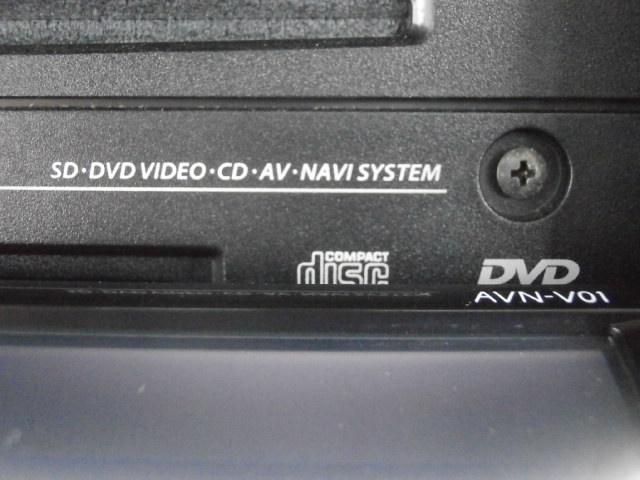 SD·DVD VIDEO·CD·AV·NAVI SYSTEM
COMPACT
disc
DVD
AVN-V01